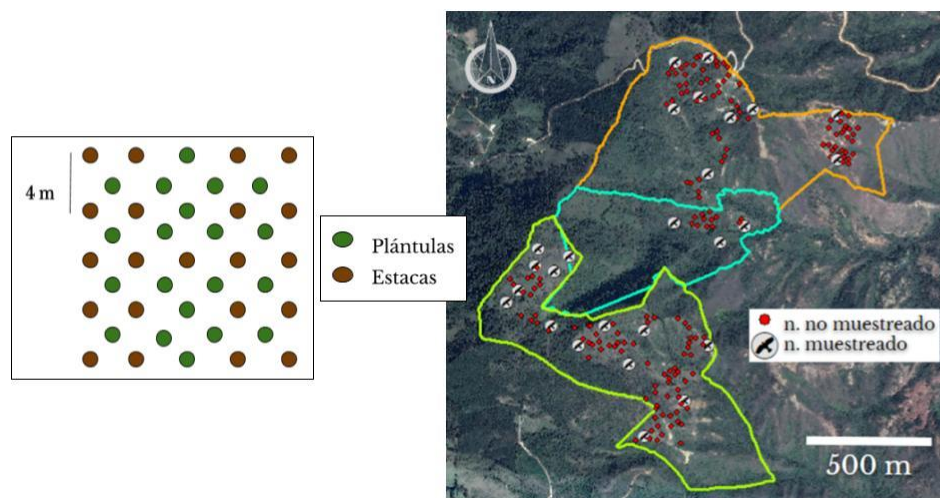 4 m
Plántulas
Estacas
N
n. no muestreado
n. muestreado
500 m